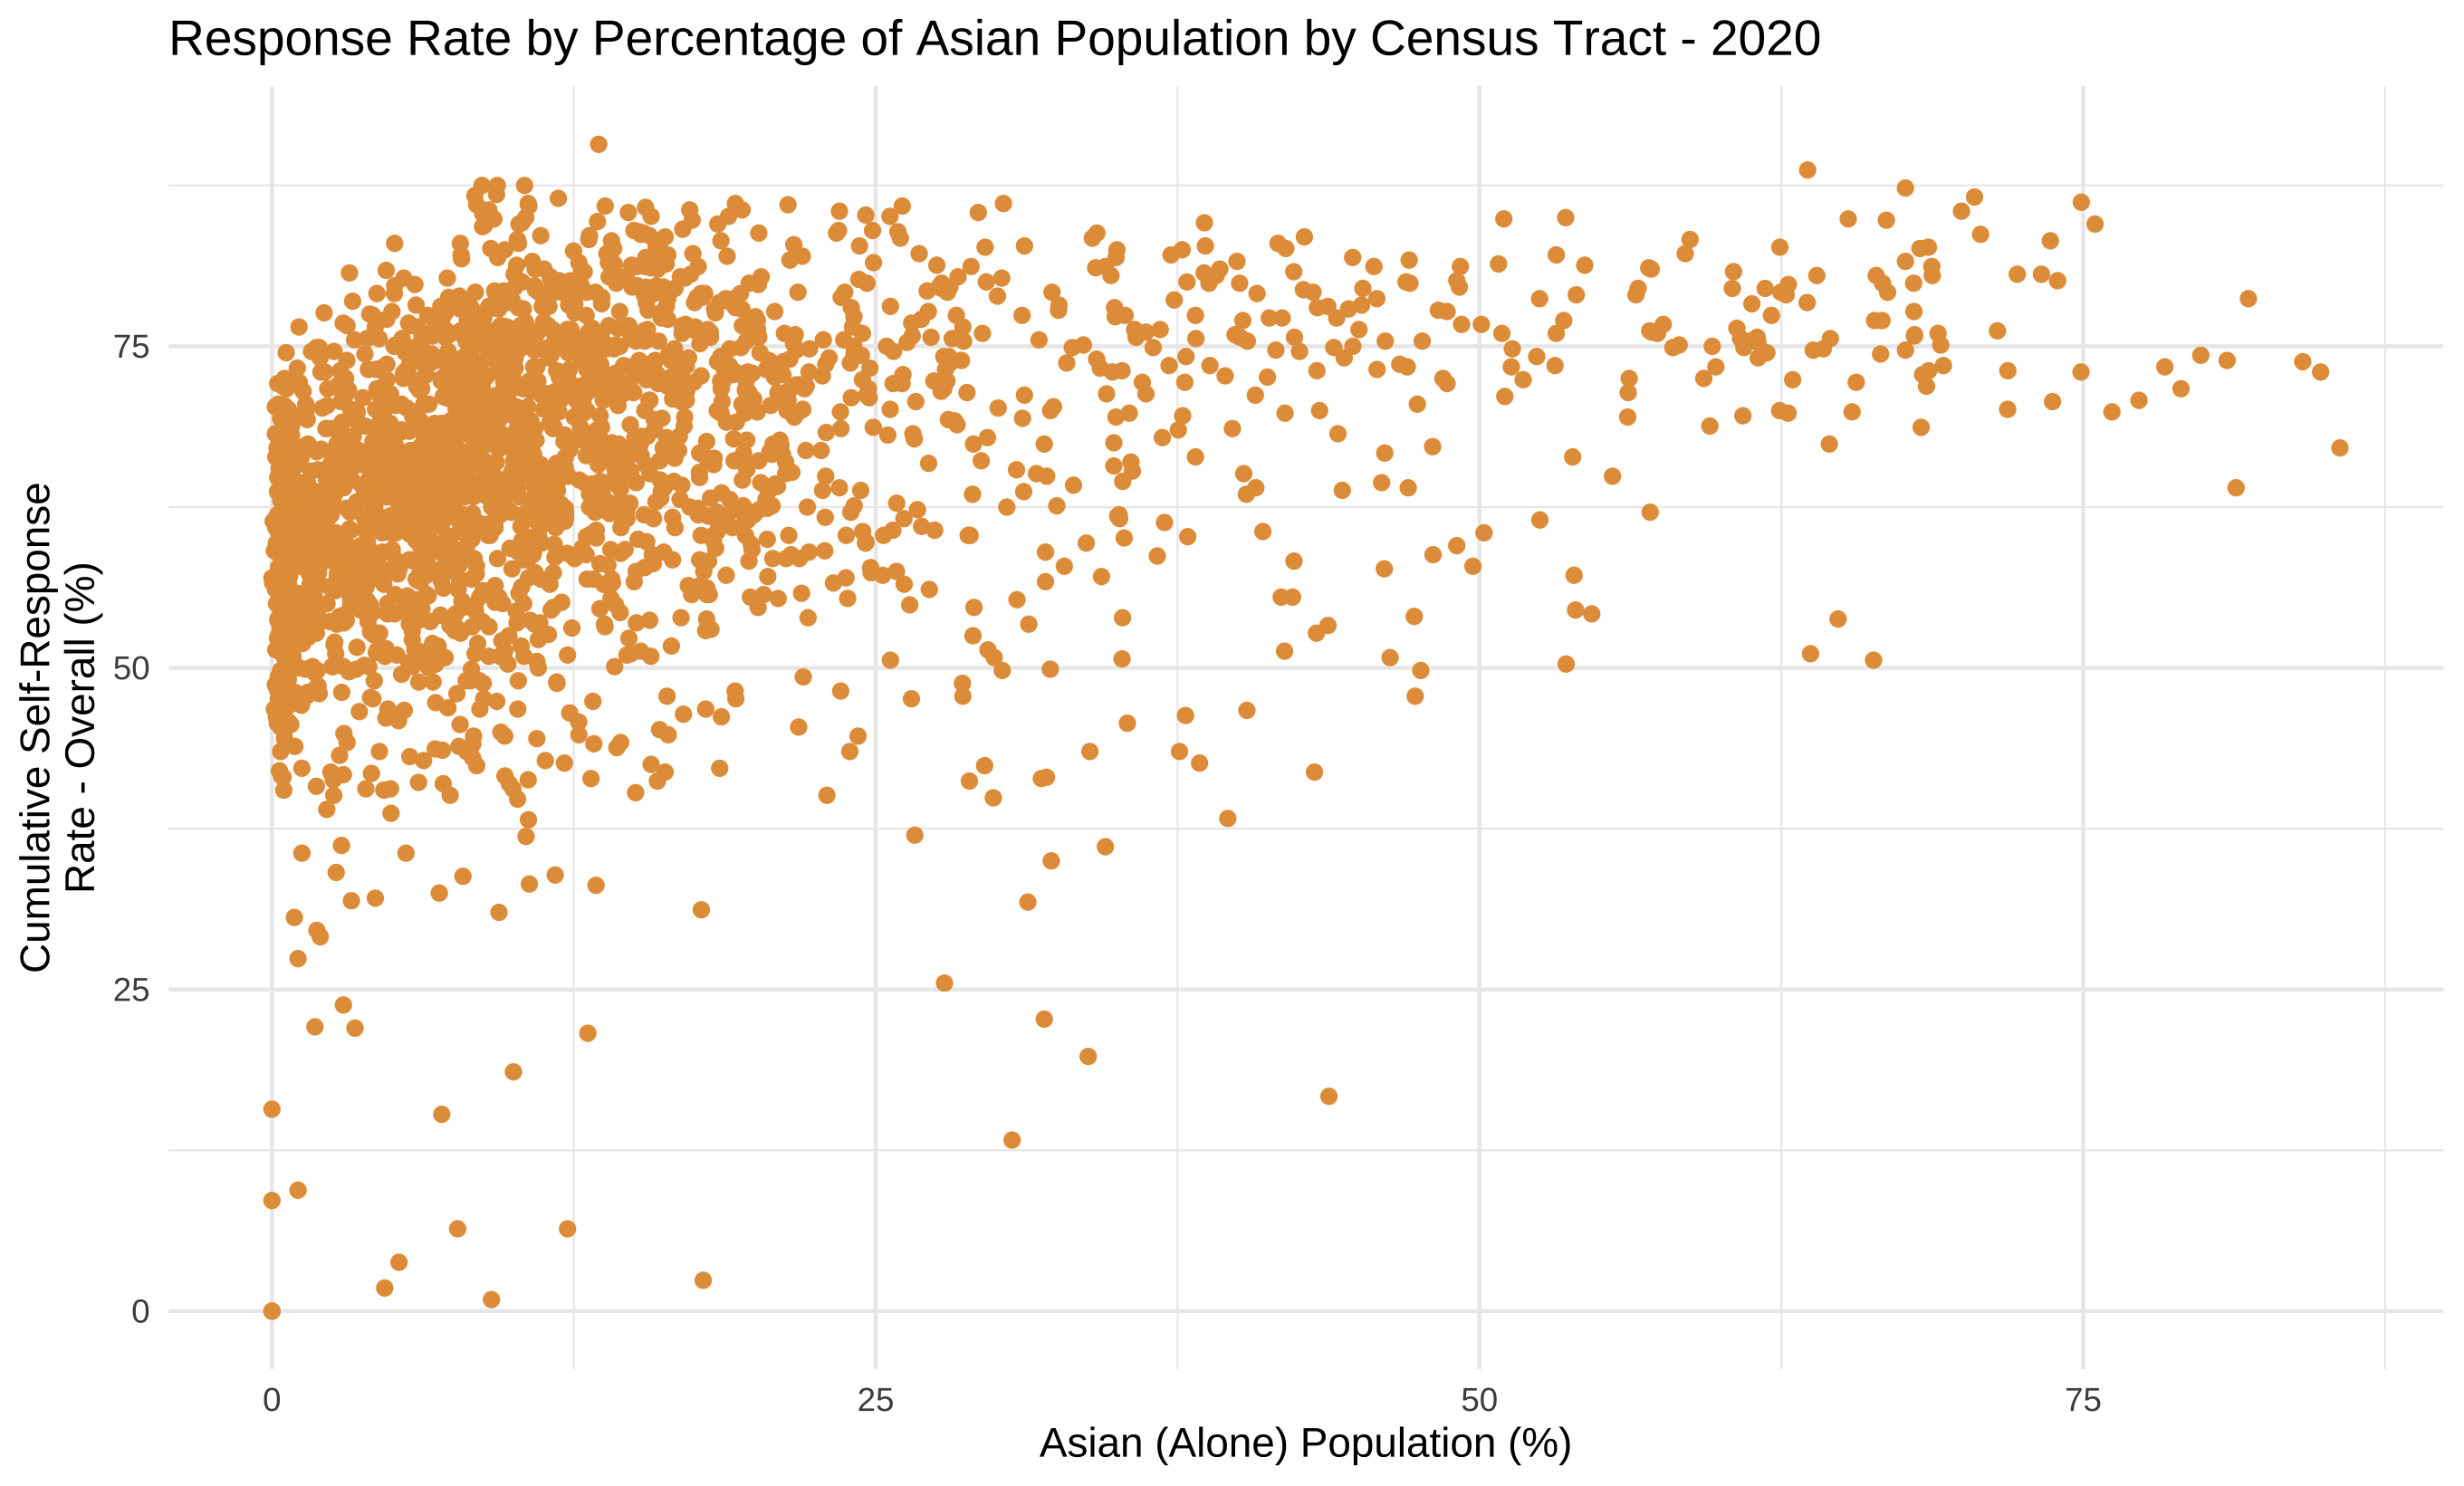 Response Rate by Percentage of Asian Population by Census Tract - 2020
Cumulative Self-Response
Rate - Overall (%)
75
50
25
0
0
25
50
75
Asian (Alone) Population (%)